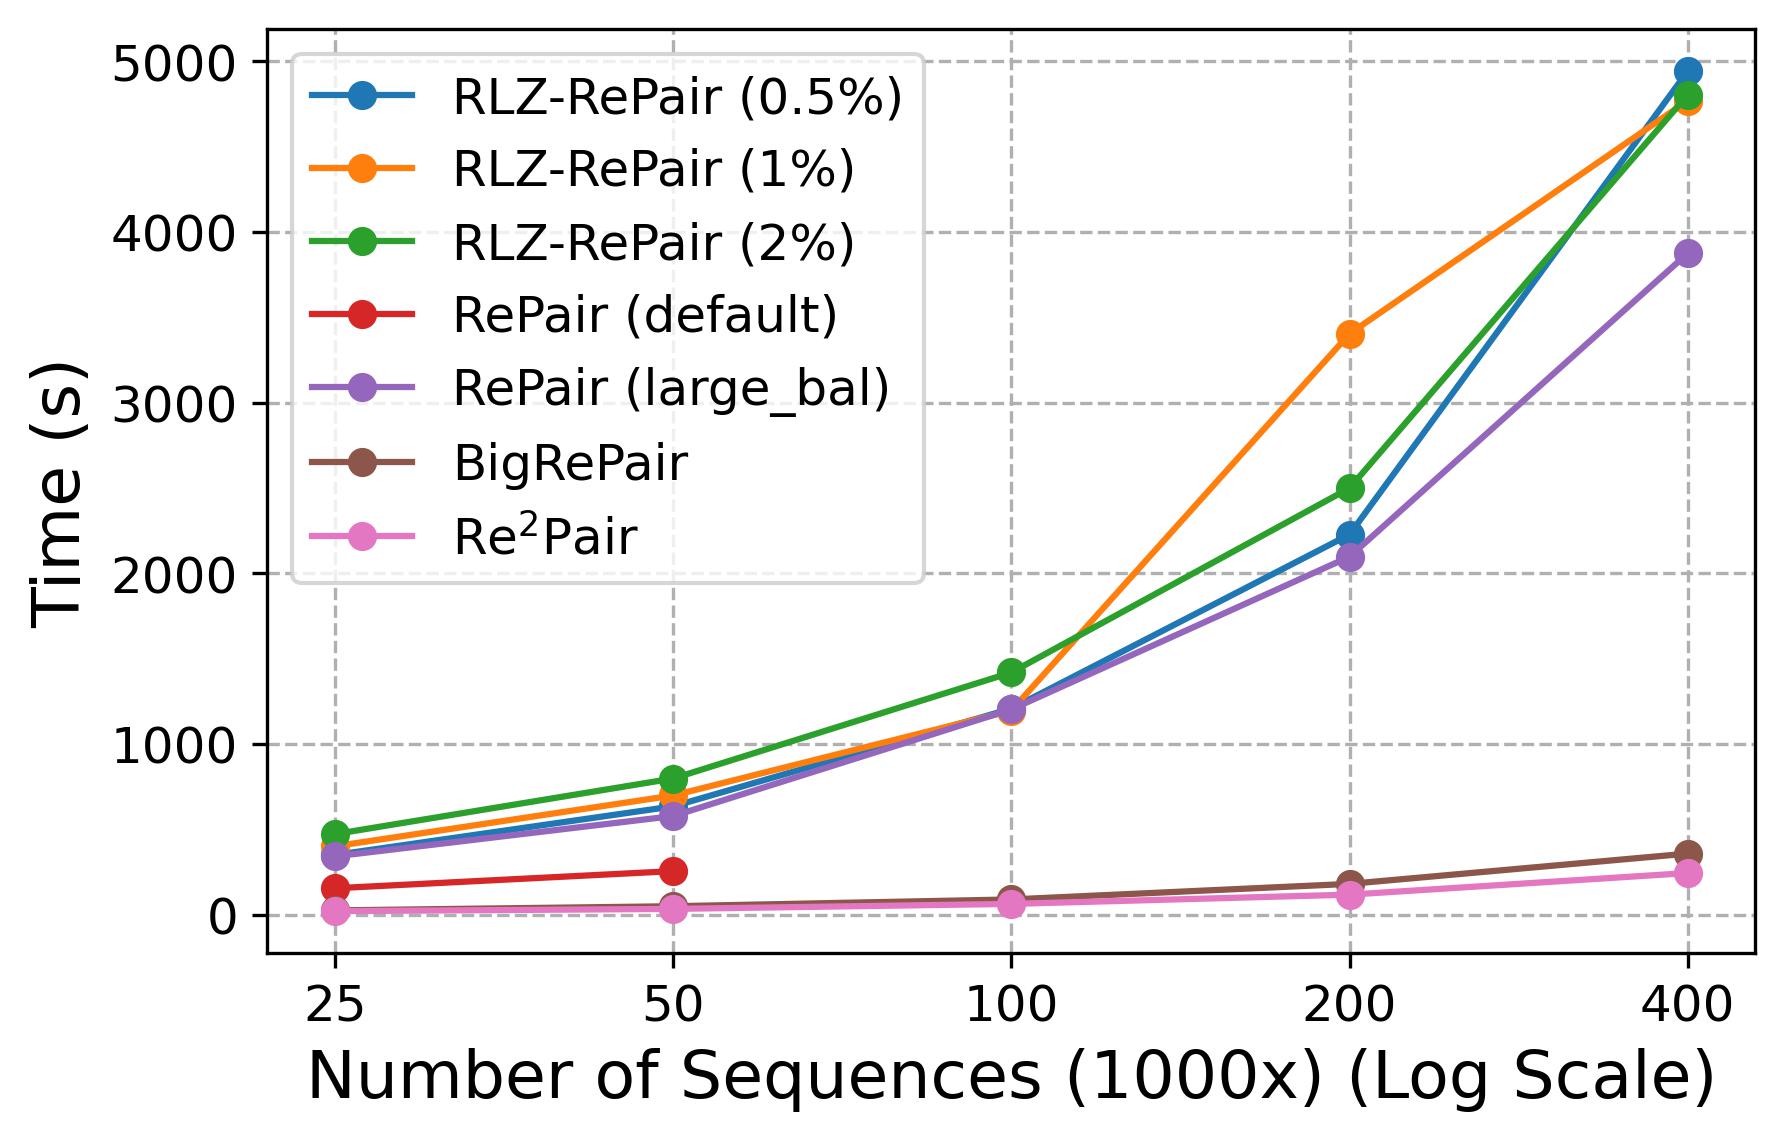 5000
4000
3000
2000
1000
0
Time (s)
RLZ-RePair (0.5%)
RLZ-RePair (1%)
RLZ-RePair (2%)
RePair (default)
RePair (large_bal)
BigRePair
Re²Pair
25 50 100 200 400
Number of Sequences (1000x) (Log Scale)